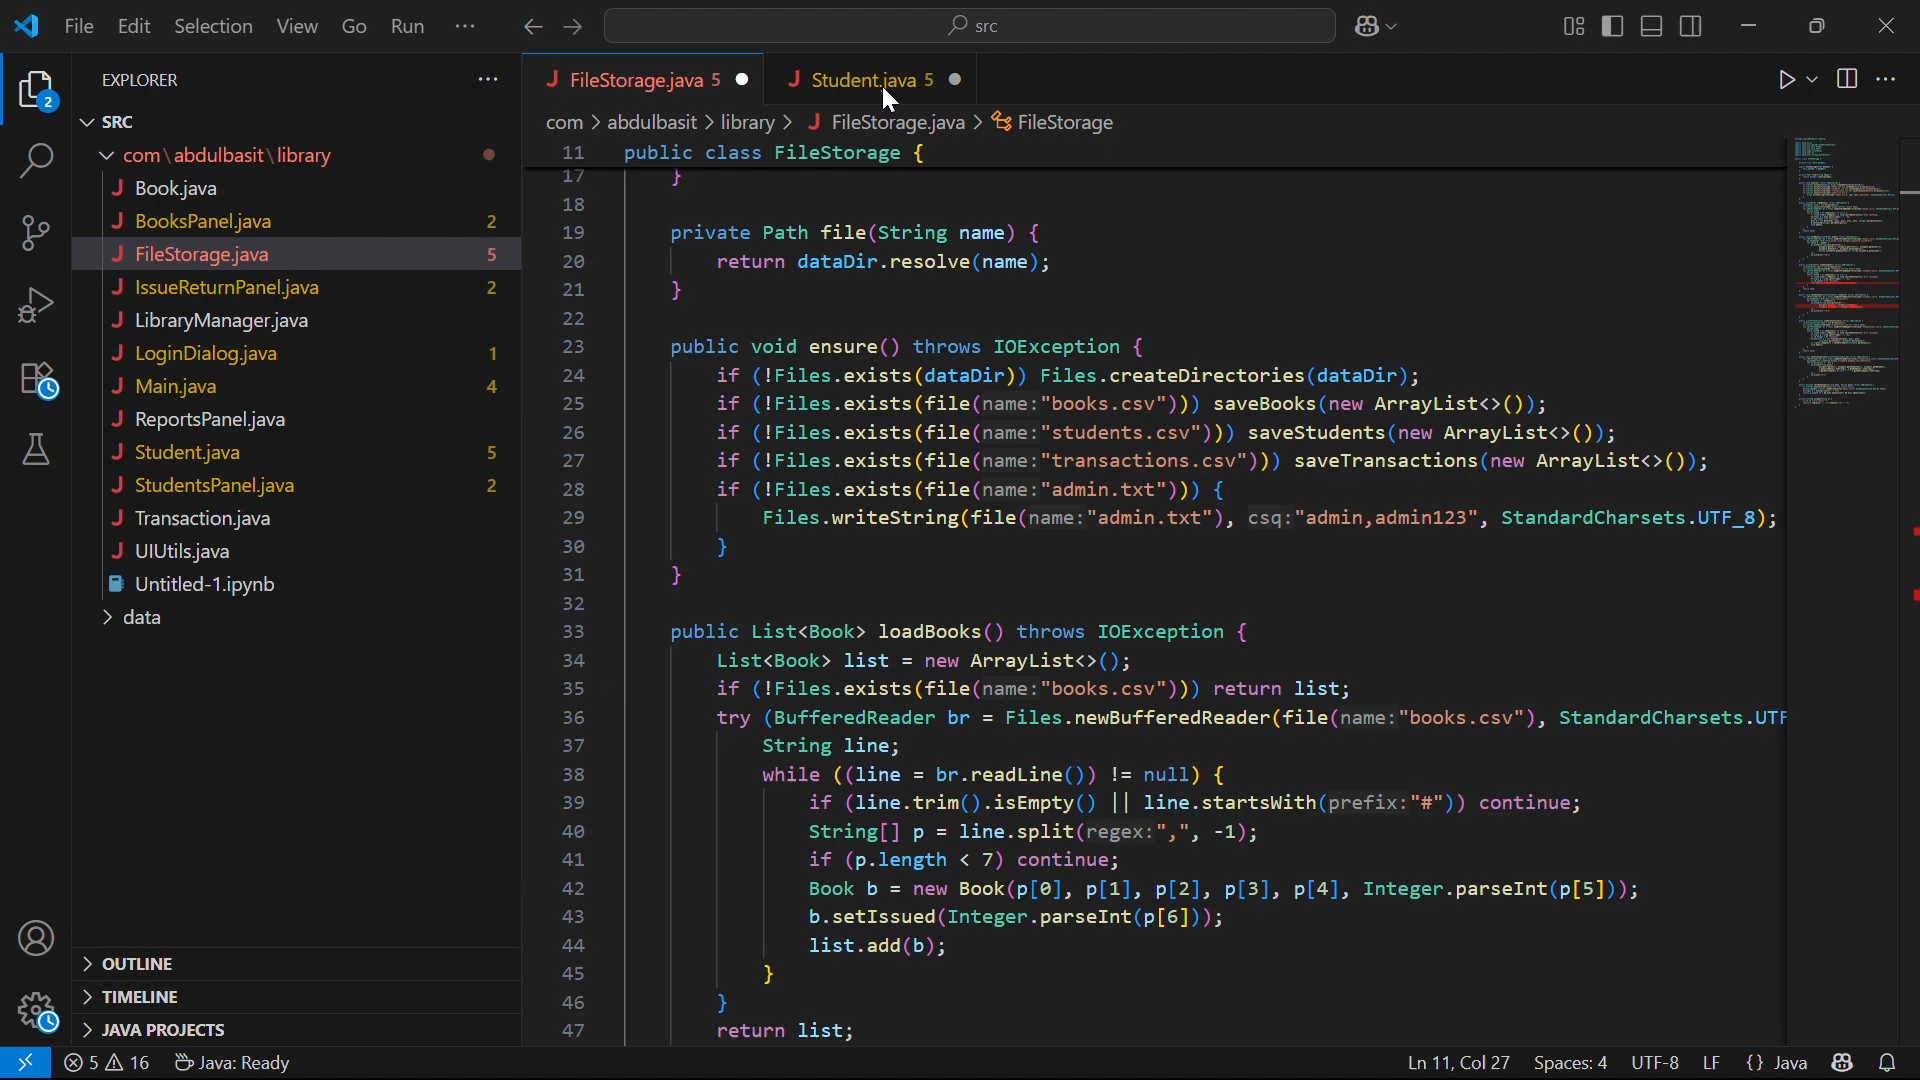 File Edit Selection View Go Run ···
src
EXPLORER ···
SRC
com\abdulbasit\library
Book.java
BooksPanel.java 2
FileStorage.java 5
IssueReturnPanel.java 2
LibraryManager.java
LoginDialog.java 1
Main.java 4
ReportsPanel.java
Student.java 5
StudentsPanel.java 2
Transaction.java
UIUtils.java
Untitled-1.ipynb
data
OUTLINE
TIMELINE
JAVA PROJECTS
2
FileStorage.java 5
Student.java 5
com > abdulbasit > library > FileStorage.java > FileStorage
11 public class FileStorage {
17 }
18
19 private Path file(String name) {
20 return dataDir.resolve(name);
21 }
22
23 public void ensure() throws IOException {
24 if (!Files.exists(dataDir)) Files.createDirectories(dataDir);
25 if (!Files.exists(file(name:"books.csv"))) saveBooks(new ArrayList<>());
26 if (!Files.exists(file(name:"students.csv"))) saveStudents(new ArrayList<>());
27 if (!Files.exists(file(name:"transactions.csv"))) saveTransactions(new ArrayList<>());
28 if (!Files.exists(file(name:"admin.txt"))) {
29 Files.writeString(file(name:"admin.txt"), csq:"admin,admin123", StandardCharsets.UTF_8);
30 }
31 }
32
33 public List<Book> loadBooks() throws IOException {
34 List<Book> list = new ArrayList<>();
35 if (!Files.exists(file(name:"books.csv"))) return list;
36 try (BufferedReader br = Files.newBufferedReader(file(name:"books.csv"), StandardCharsets.UTF
37 String line;
38 while ((line = br.readLine()) != null) {
39 if (line.trim().isEmpty() || line.startsWith(prefix:"#")) continue;
40 String[] p = line.split(regex:",", -1);
41 if (p.length < 7) continue;
42 Book b = new Book(p[0], p[1], p[2], p[3], p[4], Integer.parseInt(p[5]));
43 b.setIssued(Integer.parseInt(p[6]));
44 list.add(b);
45 }
46 }
47 return list;
5 16 Java: Ready
Ln 11, Col 27 Spaces: 4 UTF-8 LF {} Java